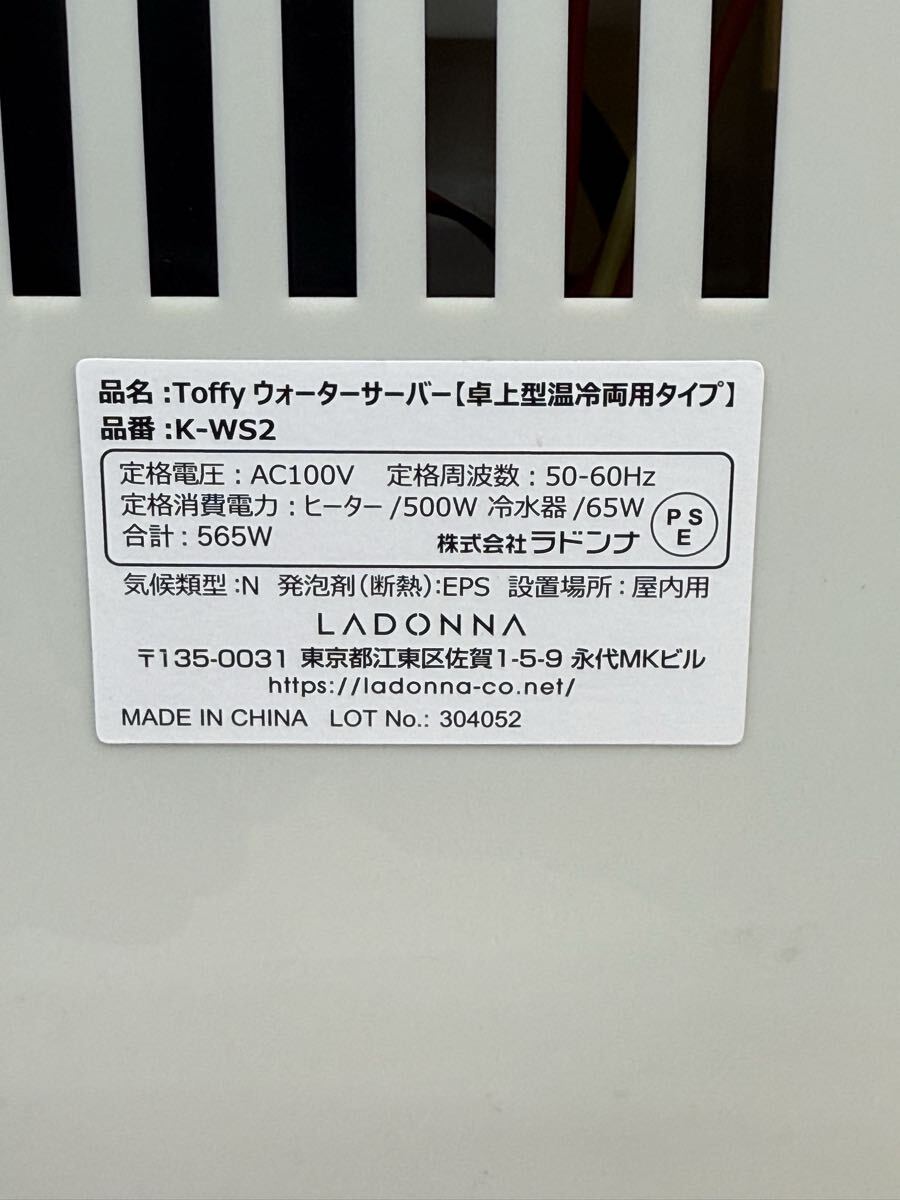 品名 :Toffy ウォーターサーバー【卓上型温冷両用タイプ】
品番 :K-WS2
定格電圧 : AC100V 定格周波数 : 50-60Hz
定格消費電力 : ヒーター /500W 冷水器 /65W
合計 : 565W 株式会社ラドンナ
PSE
気候類型 :N 発泡剤(断熱):EPS 設置場所 : 屋内用
LADONNA
〒135-0031 東京都江東区佐賀1-5-9 永代MKビル
https://ladonna-co.net/
MADE IN CHINA LOT No.: 304052